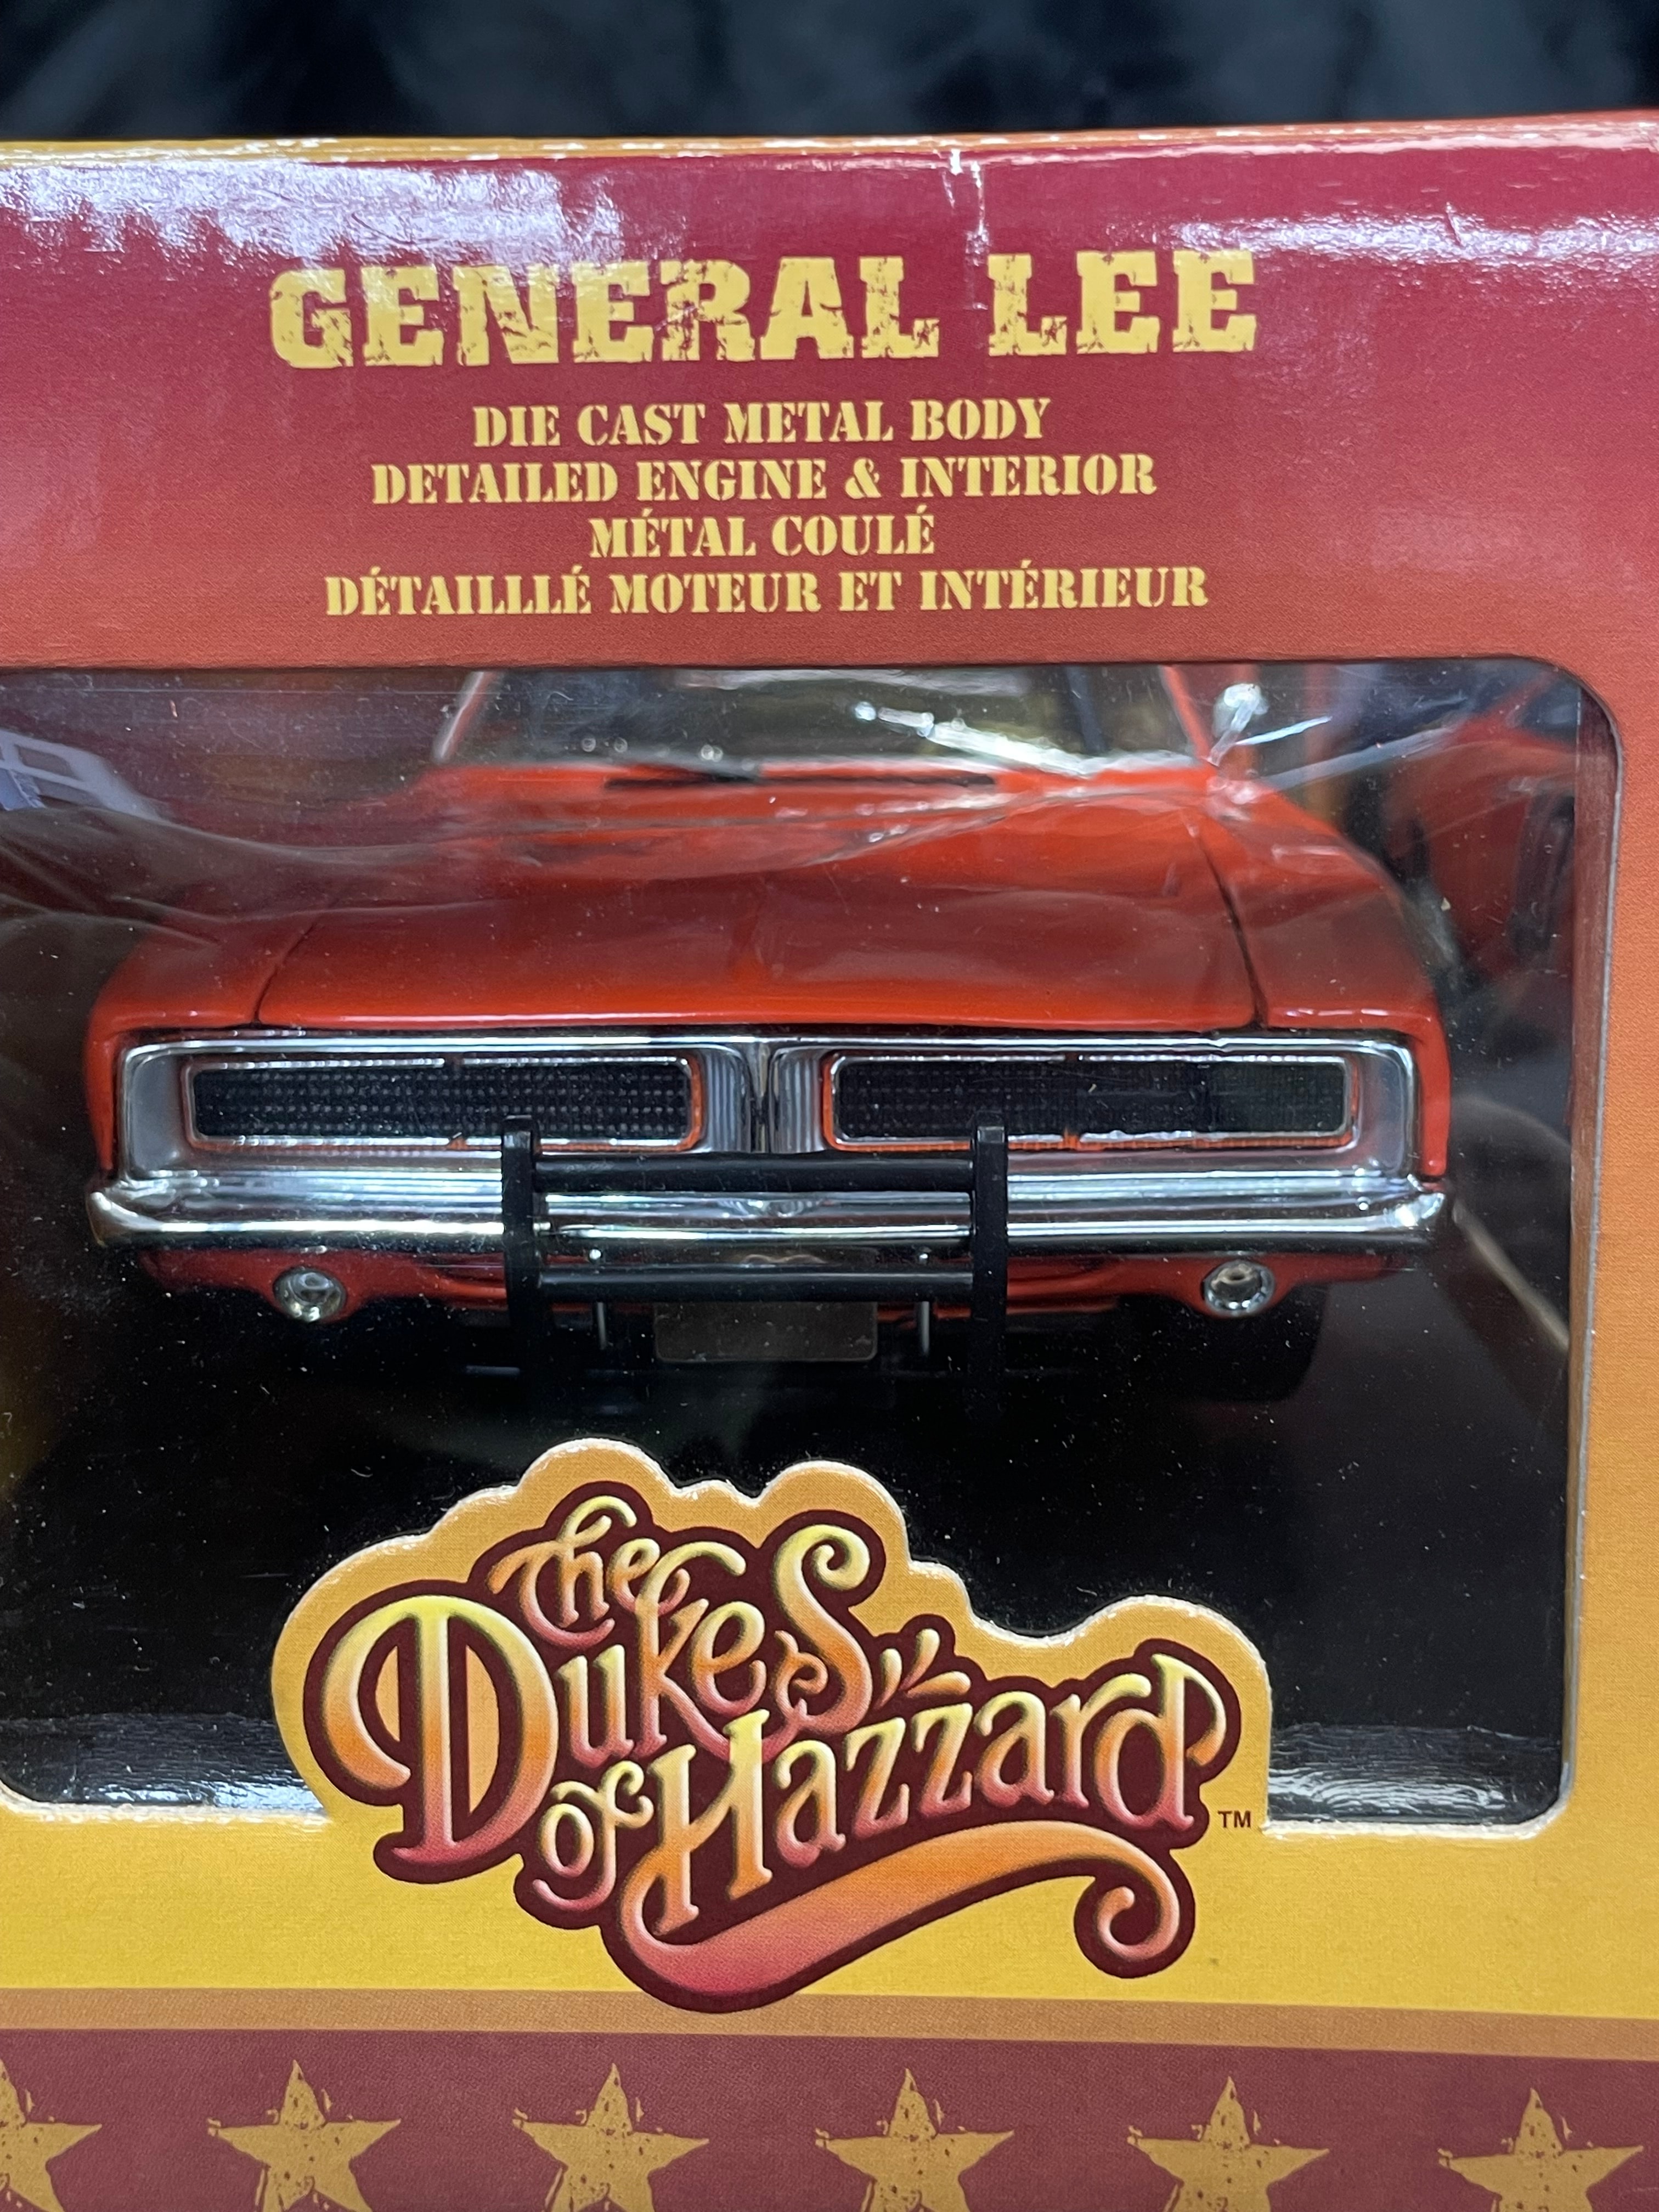 GENERAL LEE
DIE CAST METAL BODY
DETAILED ENGINE & INTERIOR
MÉTAL COULÉ
DÉTAILLLÉ MOTEUR ET INTÉRIEUR
The
Dukes
of Hazzard
TM